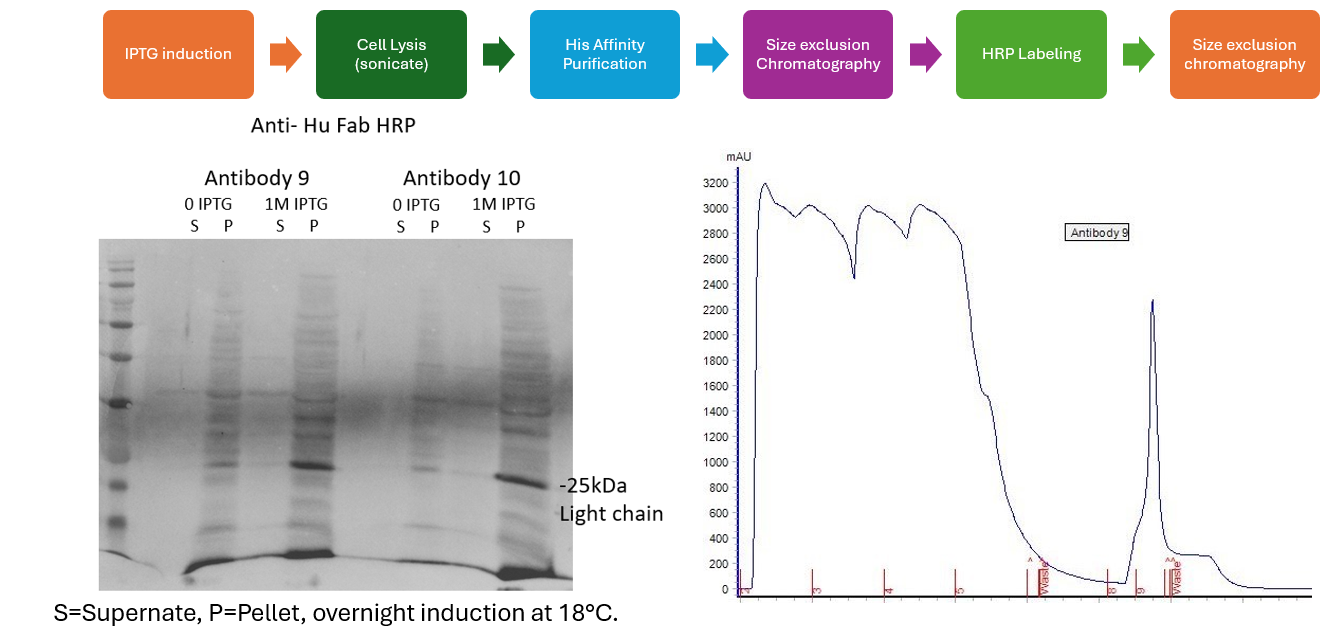 IPTG induction
Cell Lysis
(sonicate)
His Affinity
Purification
Size exclusion
Chromatography
HRP Labeling
Size exclusion
chromatography
Anti- Hu Fab HRP
Antibody 9
Antibody 10
0 IPTG
1M IPTG
0 IPTG
1M IPTG
S
P
S
P
S
P
S
P
-25kDa
Light chain
S=Supernate, P=Pellet, overnight induction at 18°C.
mAU
3200
3000
2800
2600
2400
2200
2000
1800
1600
1400
1200
1000
800
600
400
200
0
Antibody 9
2
3
4
5
Waste
8
9
Waste